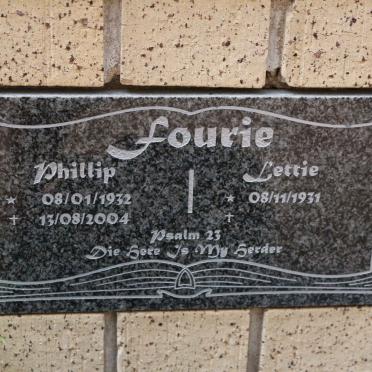 Fourie
Phillip Lettie
* 08/01/1932 * 08/11/1931
† 13/08/2004 †
Psalm 23
Die Here Is My Herder